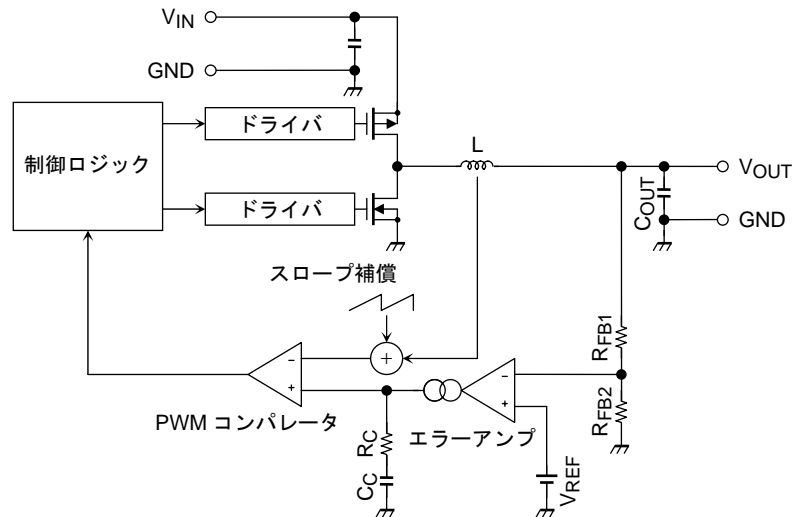 VIN
GND
ドライバ
制御ロジック
L
VOUT
COUT
ドライバ
GND
スロープ補償
+
RFB1
-
+
-
+
PWM コンパレータ
エラーアンプ
RC
RFB2
CC
VREF